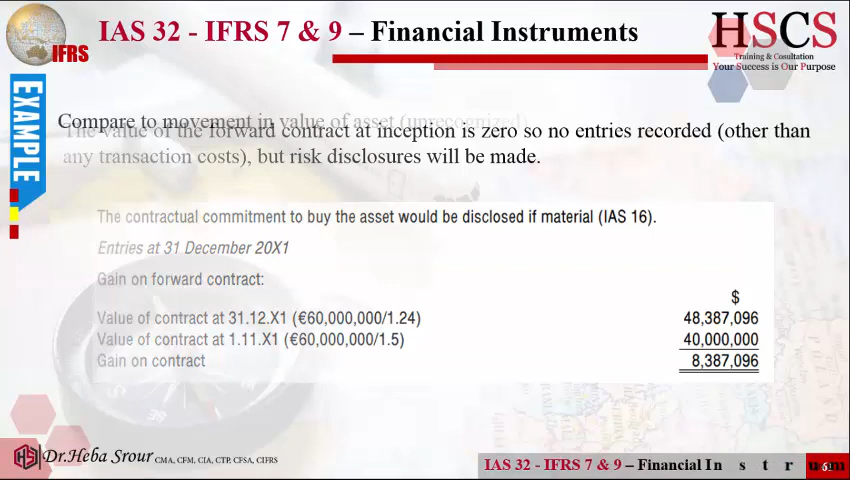 IAS 32 - IFRS 7 & 9 – Financial Instruments
IFRS
HSCS
Training & Cosultation
Your Success is Our Purpose
EXAMPLE
Compare to movement in value of asset (unrecognized)
The value of the forward contract at inception is zero so no entries recorded (other than
any transaction costs), but risk disclosures will be made.
The contractual commitment to buy the asset would be disclosed if material (IAS 16).
Entries at 31 December 20X1
Gain on forward contract:
$
Value of contract at 31.12.X1 (€60,000,000/1.24) 48,387,096
Value of contract at 1.11.X1 (€60,000,000/1.5) 40,000,000
Gain on contract 8,387,096
Dr.Heba Srour CMA, CFM, CIA, CTP, CFSA, CIFRS
IAS 32 - IFRS 7 & 9 – Financial In s t r um